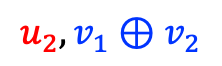 u₂, v₁ ⊕ v₂